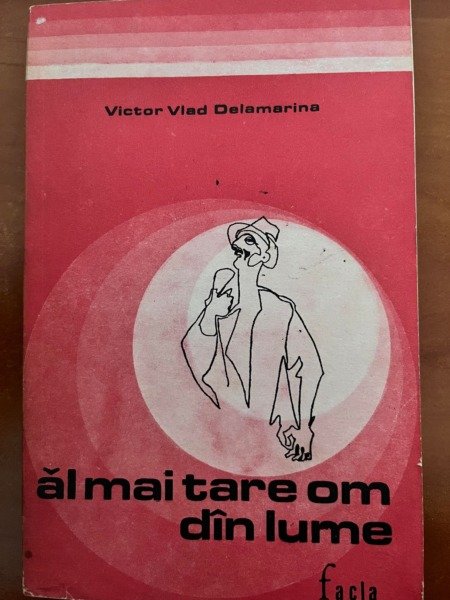 Victor Vlad Delamarina
ăl mai tare om
dîn lume
facla